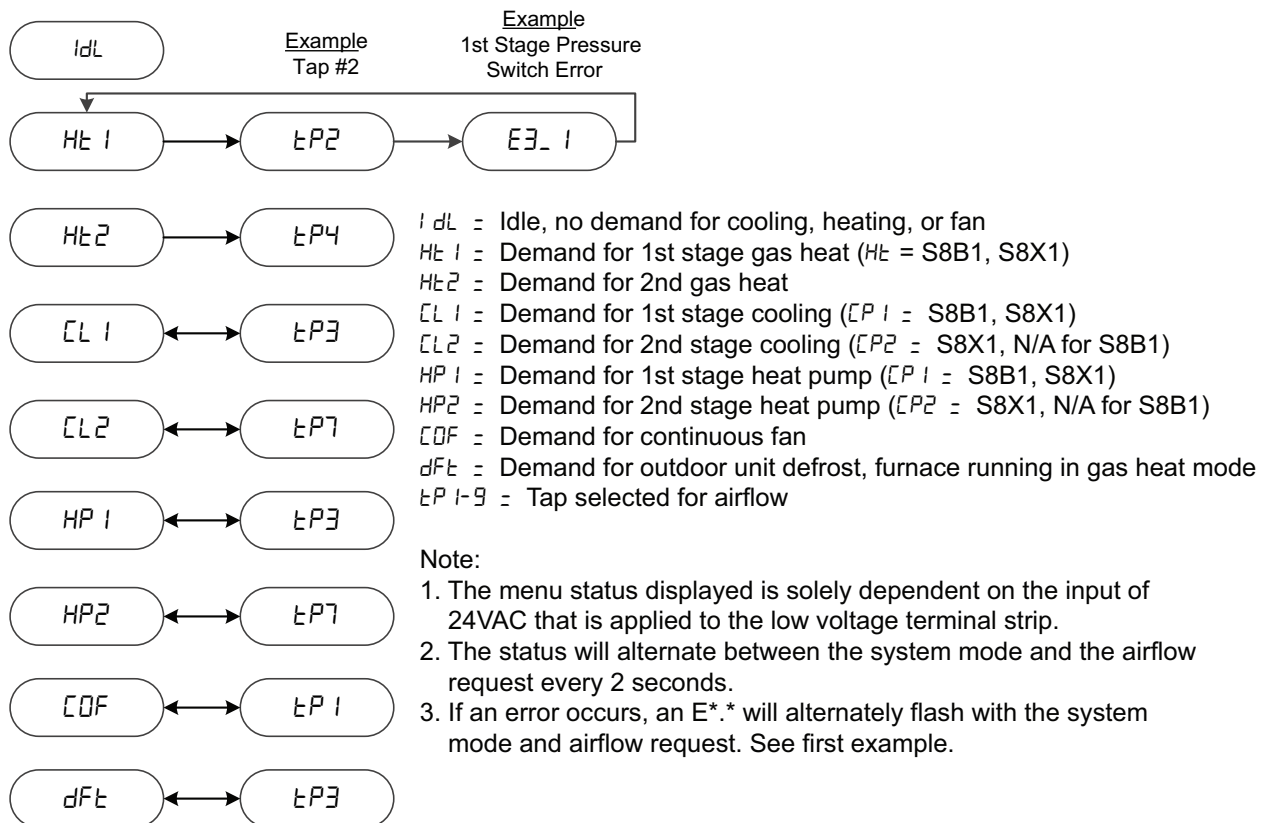 IdL
Example
Tap #2
Example
1st Stage Pressure
Switch Error
Ht 1
tP2
E3_ 1
Ht2
tP4
CL 1
tP3
CL2
tP7
HP 1
tP3
HP2
tP7
C0F
tP 1
dFt
tP3
IdL = Idle, no demand for cooling, heating, or fan
Ht 1 = Demand for 1st stage gas heat (Ht = S8B1, S8X1)
Ht2 = Demand for 2nd gas heat
CL 1 = Demand for 1st stage cooling (CP 1 = S8B1, S8X1)
CL2 = Demand for 2nd stage cooling (CP2 = S8X1, N/A for S8B1)
HP 1 = Demand for 1st stage heat pump (CP 1 = S8B1, S8X1)
HP2 = Demand for 2nd stage heat pump (CP2 = S8X1, N/A for S8B1)
C0F = Demand for continuous fan
dFt = Demand for outdoor unit defrost, furnace running in gas heat mode
tP 1-9 = Tap selected for airflow
Note:
1. The menu status displayed is solely dependent on the input of
24VAC that is applied to the low voltage terminal strip.
2. The status will alternate between the system mode and the airflow
request every 2 seconds.
3. If an error occurs, an E*.* will alternately flash with the system
mode and airflow request. See first example.